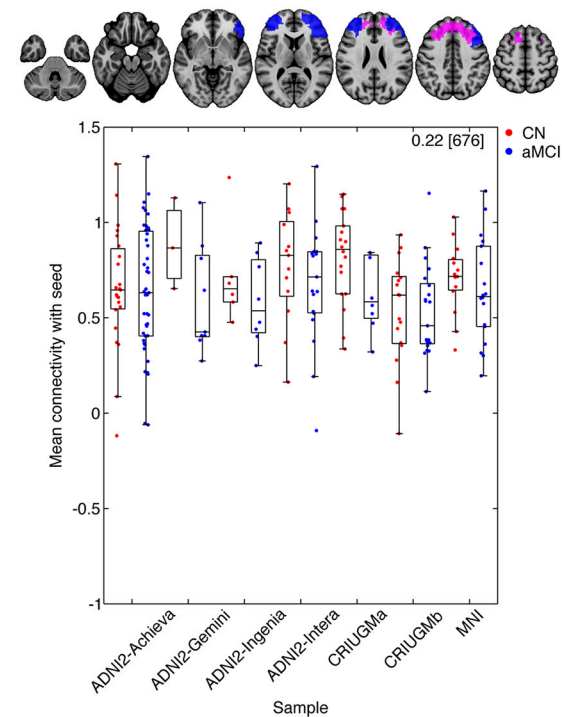 1.5
0.22 [676]
CN
aMCI
1
0.5
0
-0.5
-1
Mean connectivity with seed
ADNI2-Achieva
ADNI2-Gemini
ADNI2-Ingenia
ADNI2-Intera
CRIUGMa
CRIUGMb
MNI
Sample